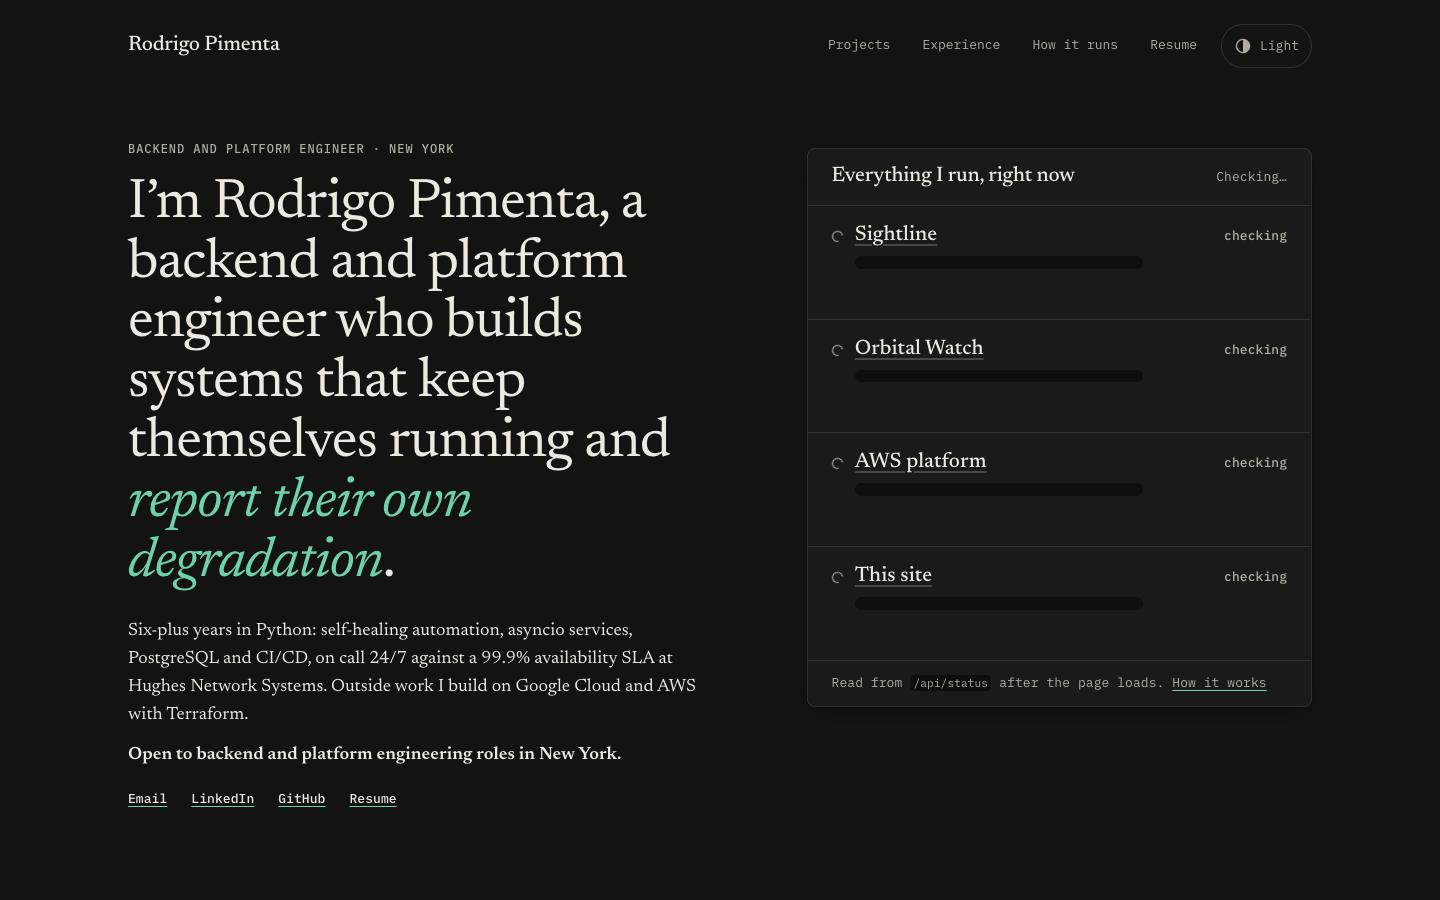 Rodrigo Pimenta
Projects Experience How it runs Resume Light
BACKEND AND PLATFORM ENGINEER · NEW YORK
I’m Rodrigo Pimenta, a
backend and platform
engineer who builds
systems that keep
themselves running and
report their own
degradation.
Six-plus years in Python: self-healing automation, asyncio services,
PostgreSQL and CI/CD, on call 24/7 against a 99.9% availability SLA at
Hughes Network Systems. Outside work I build on Google Cloud and AWS
with Terraform.
Open to backend and platform engineering roles in New York.
Email LinkedIn GitHub Resume
Everything I run, right now Checking…
Sightline checking
Orbital Watch checking
AWS platform checking
This site checking
Read from /api/status after the page loads. How it works